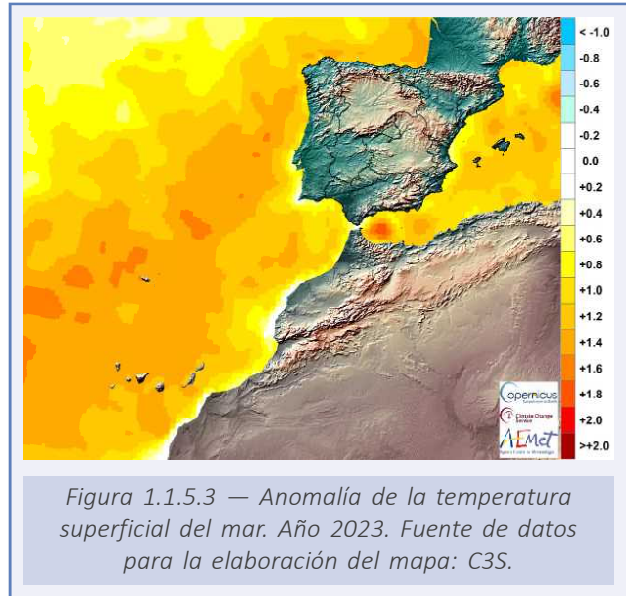 < -1.0
-0.8
-0.6
-0.4
-0.2
0.0
+0.2
+0.4
+0.6
+0.8
+1.0
+1.2
+1.4
+1.6
+1.8
+2.0
>+2.0
opernicus
Climate Change
Service
AEmet
Figura 1.1.5.3 — Anomalía de la temperatura
superficial del mar. Año 2023. Fuente de datos
para la elaboración del mapa: C3S.